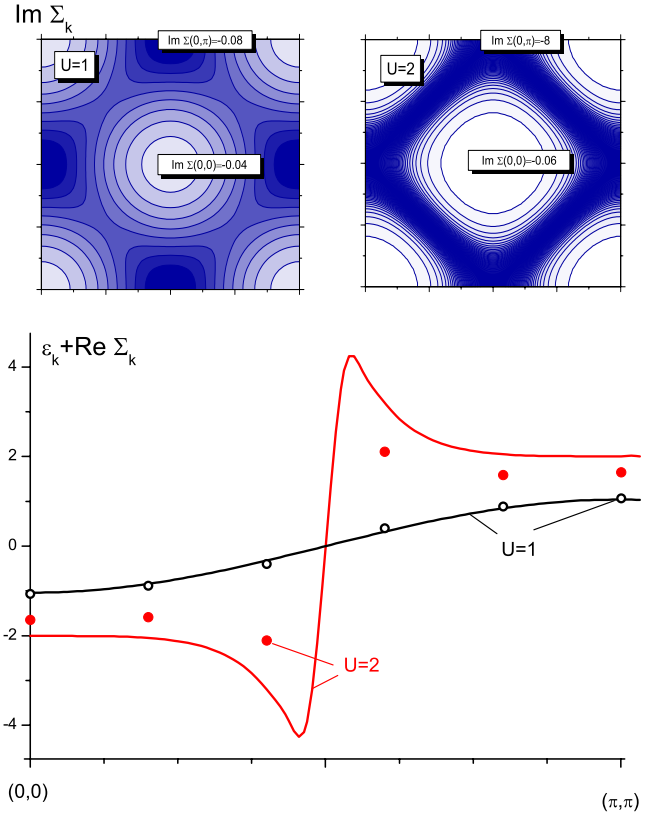 Im Σk
U=1
Im Σ(0,π)=-0.08
Im Σ(0,0)=-0.04
U=2
Im Σ(0,π)=-8
Im Σ(0,0)=-0.06
εk+Re Σk
4
2
0
-2
-4
U=1
U=2
(0,0)
(π,π)